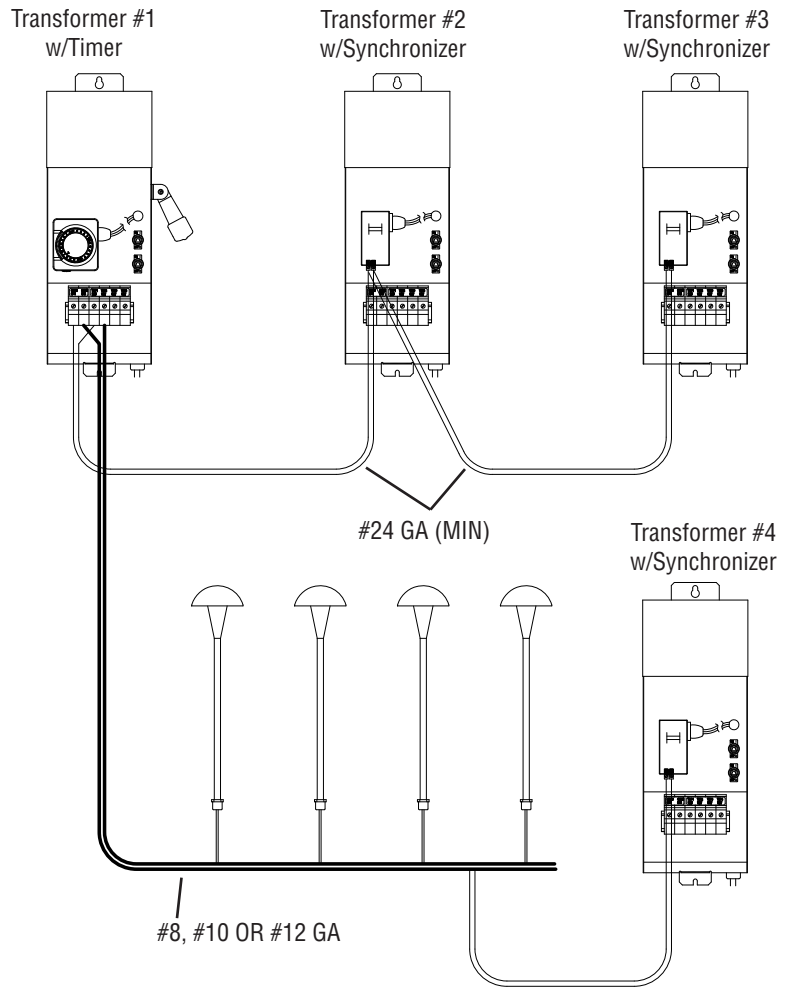 Transformer #1
w/Timer
Transformer #2
w/Synchronizer
Transformer #3
w/Synchronizer
#24 GA (MIN)
Transformer #4
w/Synchronizer
#8, #10 OR #12 GA